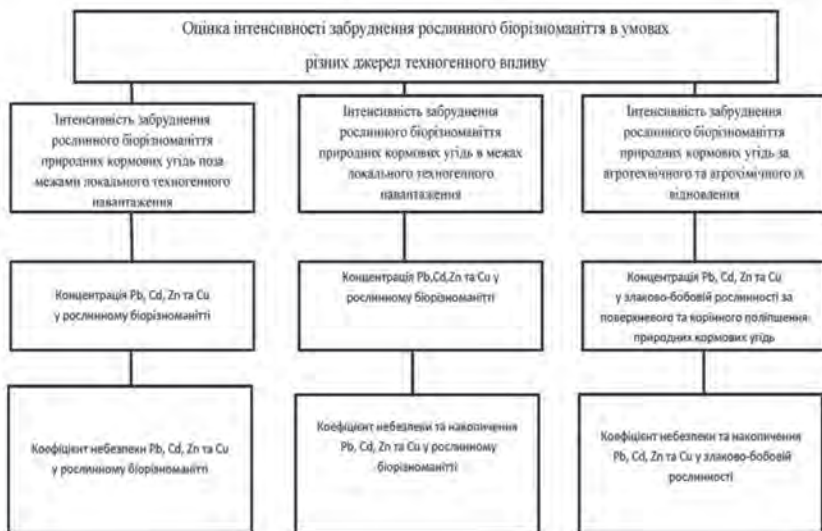 Оцінка інтенсивності забруднення рослинного біорізноманіття в умовах
різних джерел техногенного впливу
Інтенсивність забруднення
рослинного біорізноманіття
природних кормових угідь поза
межами локального техногенного
навантаження
Інтенсивність забруднення
рослинного біорізноманіття
природних кормових угідь в межах
локального техногенного
навантаження
Інтенсивність забруднення
рослинного біорізноманіття
природних кормових угідь за
агротехнічного та агрохімічного їх
відновлення
Концентрація Pb, Cd, Zn та Cu
у рослинному біорізноманітті
Концентрація Pb,Cd,Zn та Cu у
рослинному біорізноманітті
Концентрація Pb, Cd, Zn та Cu
у злаково-бобовій рослинності за
поверхневого та корінного поліпшення
природних кормових угідь
Коефіцієнт небезпеки Pb, Cd, Zn та Cu
у рослинному біорізноманітті
Коефіцієнт небезпеки та накопичення
Pb, Cd, Zn та Cu у рослинному
біорізноманітті
Коефіцієнт небезпеки та накопичення
Pb, Cd, Zn та Cu у злаково-бобовій
рослинності